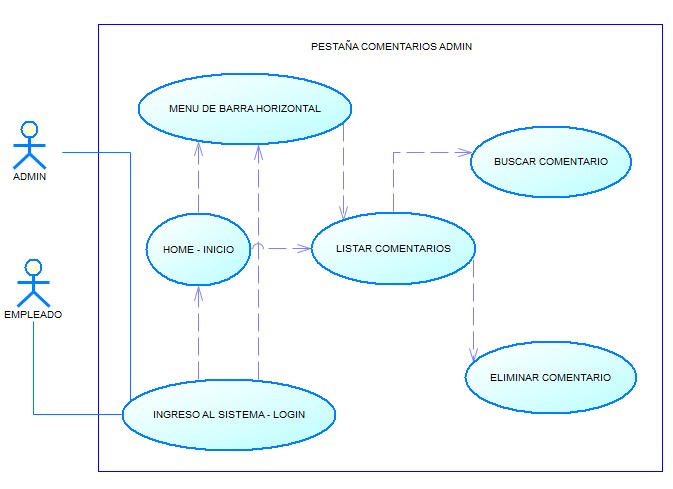 PESTAÑA COMENTARIOS ADMIN
MENU DE BARRA HORIZONTAL
BUSCAR COMENTARIO
ADMIN
HOME - INICIO
LISTAR COMENTARIOS
EMPLEADO
ELIMINAR COMENTARIO
INGRESO AL SISTEMA - LOGIN